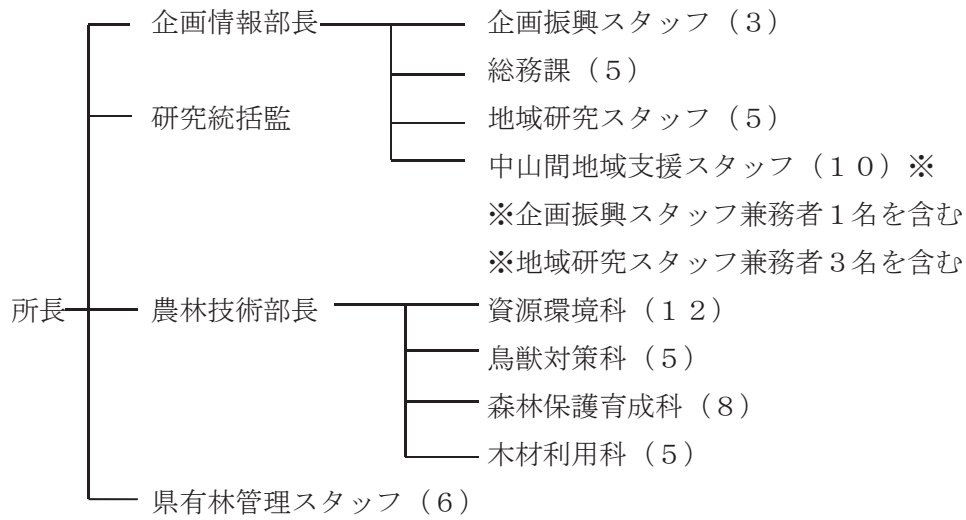 企画情報部長 企画振興スタッフ（３）
総務課（５）
研究統括監 地域研究スタッフ（５）
中山間地域支援スタッフ（１０）※
※企画振興スタッフ兼務者１名を含む
※地域研究スタッフ兼務者３名を含む
所長 農林技術部長 資源環境科（１２）
鳥獣対策科（５）
森林保護育成科（８）
木材利用科（５）
県有林管理スタッフ（６）